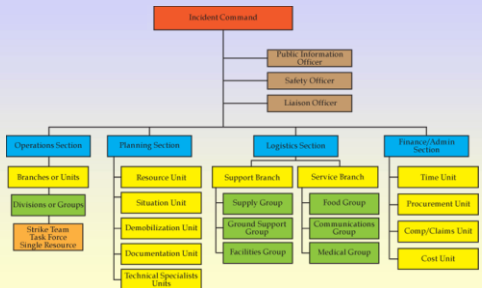 Incident Command
Public Information
Officer
Safety Officer
Liaison Officer
Operations Section
Planning Section
Logistics Section
Finance/Admin
Section
Branches or Units
Resource Unit
Support Branch
Service Branch
Time Unit
Divisions or Groups
Situation Unit
Supply Group
Food Group
Procurement Unit
Strike Team
Task Force
Single Resource
Demobilization Unit
Ground Support
Group
Communications
Group
Comp/Claims Unit
Documentation Unit
Facilities Group
Medical Group
Cost Unit
Technical Specialists
Units